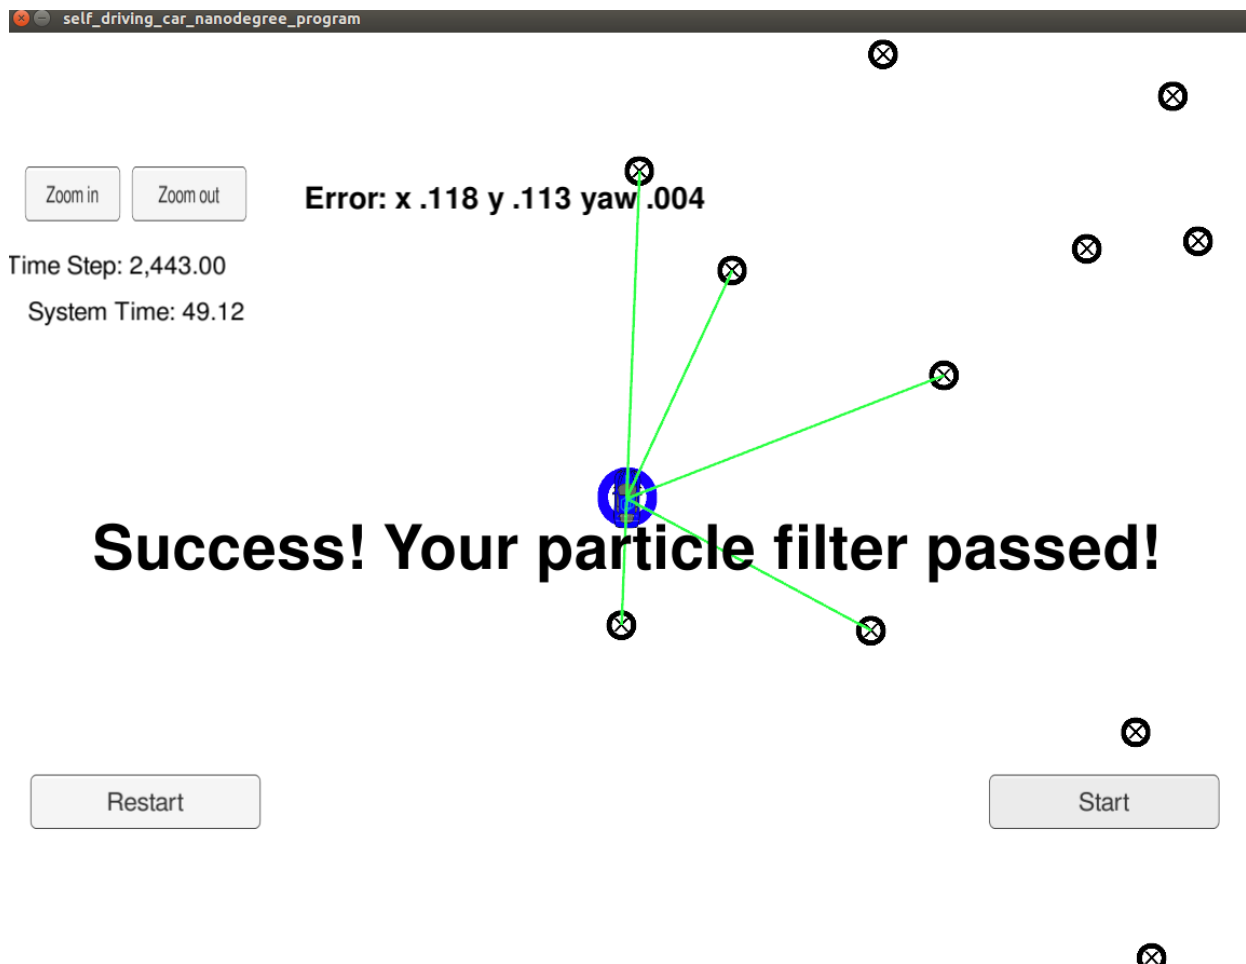 self_driving_car_nanodegree_program
Zoom in
Zoom out
Error: x .118 y .113 yaw .004
Time Step: 2,443.00
System Time: 49.12
Success! Your particle filter passed!
Restart
Start